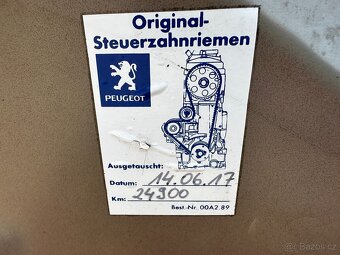 Original-
Steuerzahnriemen
PEUGEOT
Ausgetauscht:
Datum: 14.06.17
Km: 24900
Best.-Nr. 00A2.89
Bazoš.cz